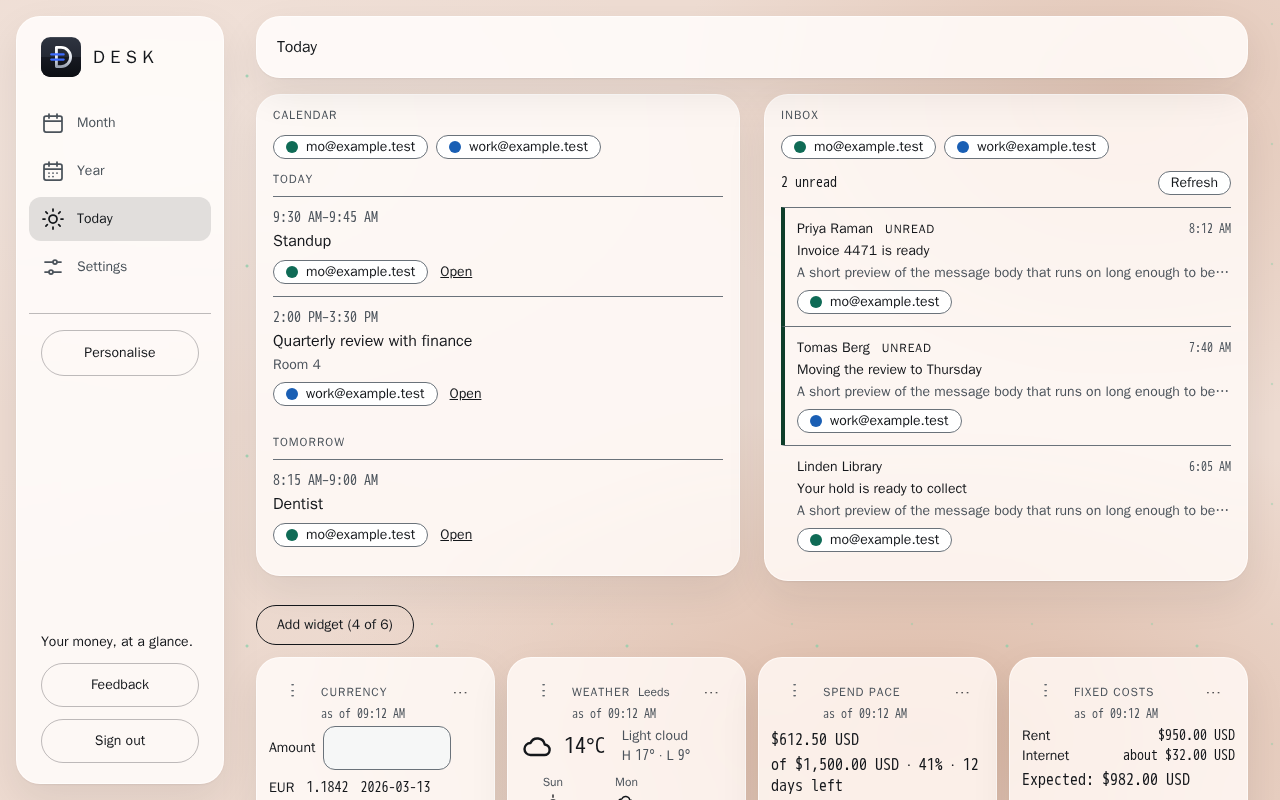 DESK
Month
Year
Today
Settings
Personalise
Your money, at a glance.
Feedback
Sign out
Today
CALENDAR
mo@example.test work@example.test
TODAY
9:30 AM–9:45 AM
Standup
mo@example.test Open
2:00 PM–3:30 PM
Quarterly review with finance
Room 4
work@example.test Open
TOMORROW
8:15 AM–9:00 AM
Dentist
mo@example.test Open
INBOX
mo@example.test work@example.test
2 unread Refresh
Priya Raman UNREAD 8:12 AM
Invoice 4471 is ready
A short preview of the message body that runs on long enough to be…
mo@example.test
Tomas Berg UNREAD 7:40 AM
Moving the review to Thursday
A short preview of the message body that runs on long enough to be…
work@example.test
Linden Library 6:05 AM
Your hold is ready to collect
A short preview of the message body that runs on long enough to be…
mo@example.test
Add widget (4 of 6)
CURRENCY
as of 09:12 AM
Amount
EUR 1.1842 2026-03-13
WEATHER Leeds
as of 09:12 AM
14°C Light cloud
H 17° · L 9°
Sun Mon
SPEND PACE
as of 09:12 AM
$612.50 USD
of $1,500.00 USD · 41% · 12
days left
FIXED COSTS
as of 09:12 AM
Rent $950.00 USD
Internet about $32.00 USD
Expected: $982.00 USD